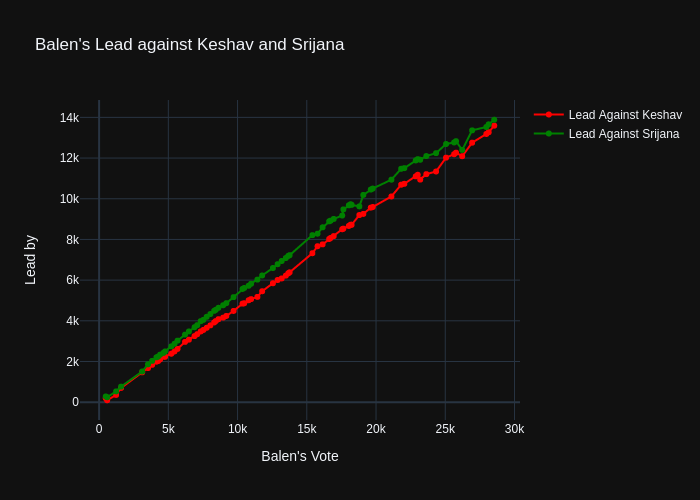 Balen's Lead against Keshav and Srijana
Lead Against Keshav
Lead Against Srijana
14k
12k
10k
8k
6k
4k
2k
0
Lead by
0 5k 10k 15k 20k 25k 30k
Balen's Vote